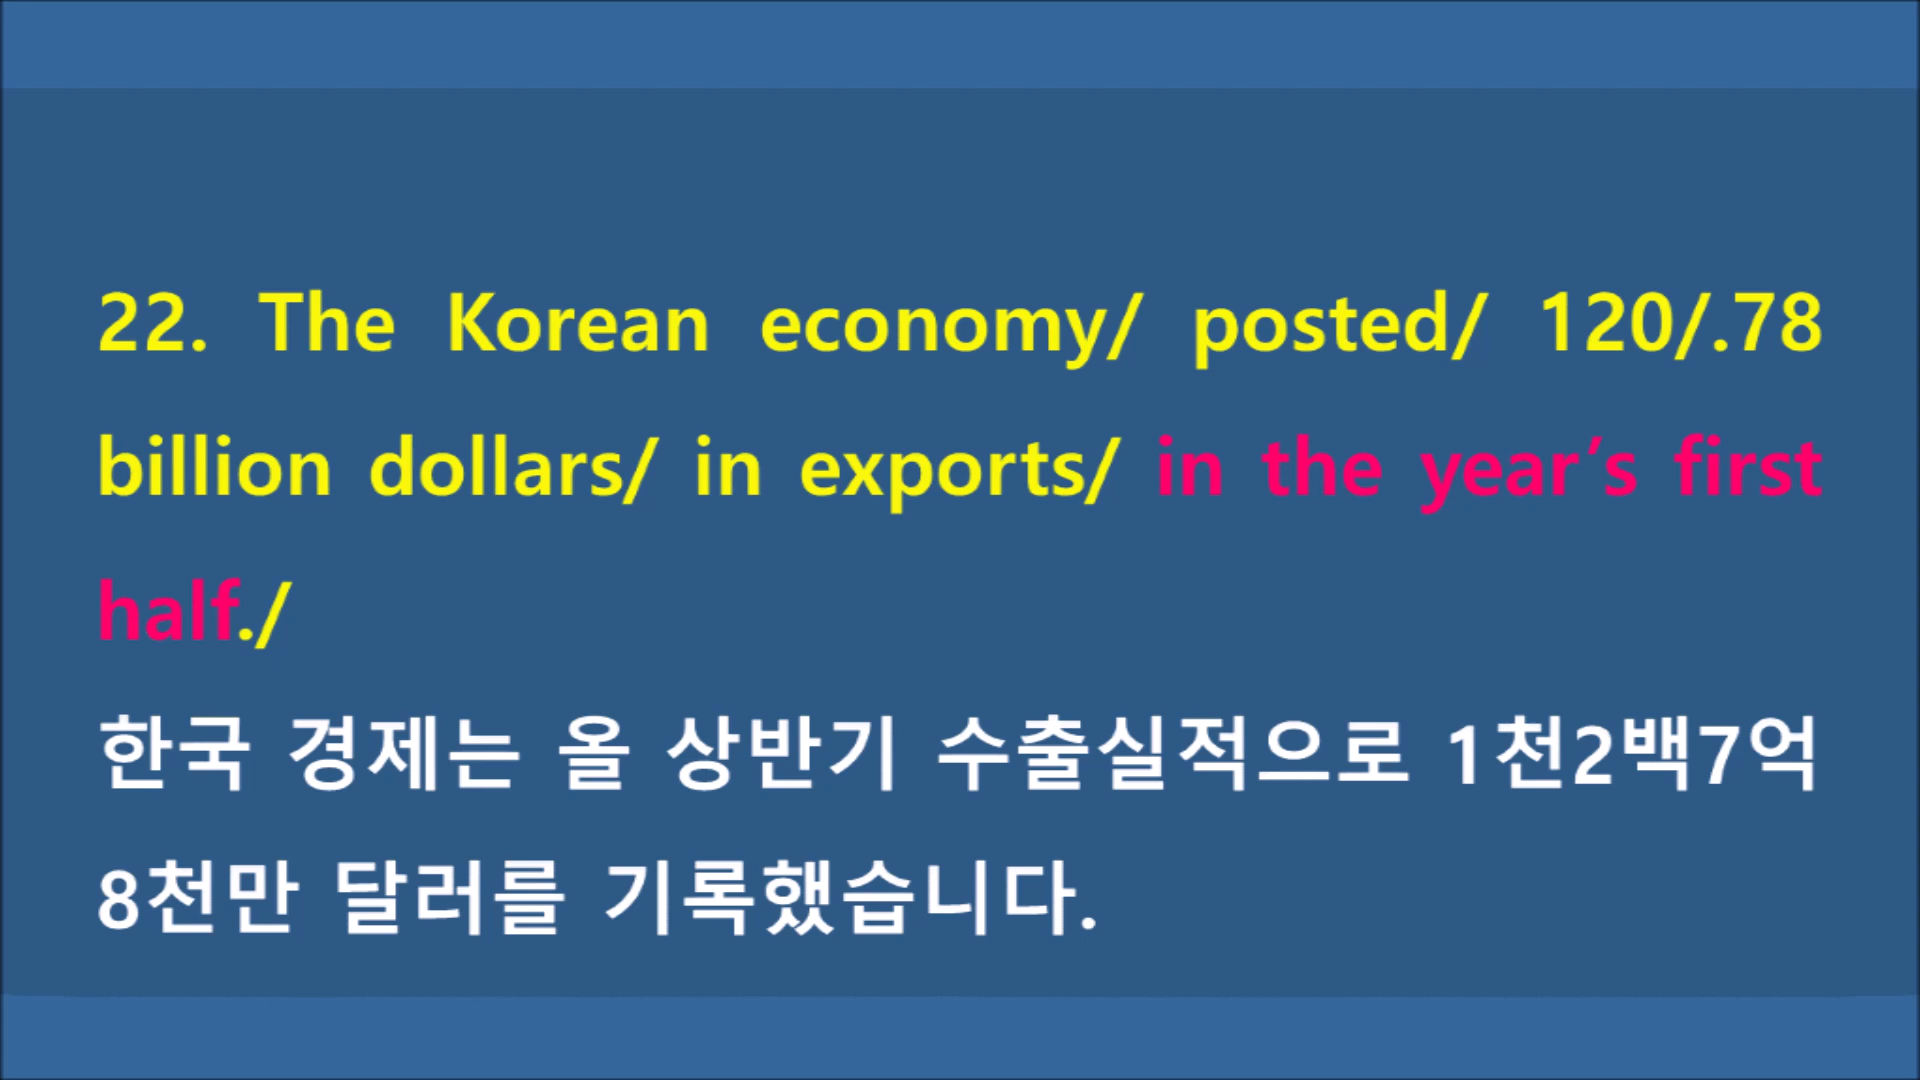 22. The Korean economy/ posted/ 120/.78
billion dollars/ in exports/ in the year’s first
half./
한국 경제는 올 상반기 수출실적으로 1천2백7억
8천만 달러를 기록했습니다.